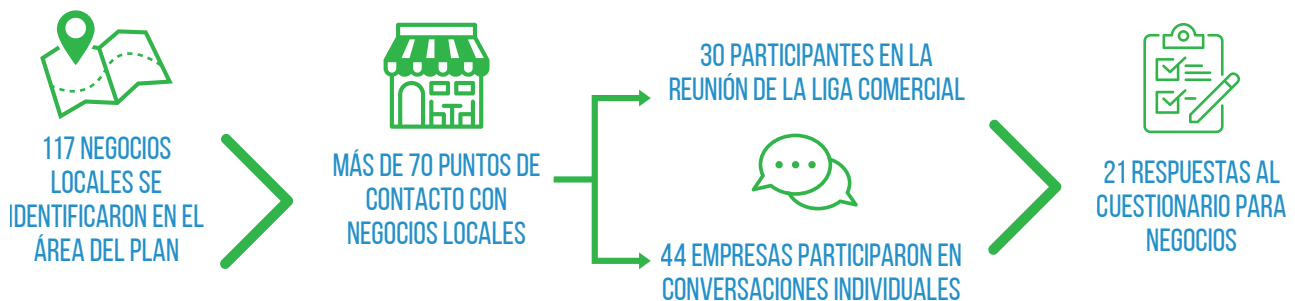 117 NEGOCIOS
LOCALES SE
IDENTIFICARON EN EL
ÁREA DEL PLAN
MÁS DE 70 PUNTOS DE
CONTACTO CON
NEGOCIOS LOCALES
30 PARTICIPANTES EN LA
REUNIÓN DE LA LIGA COMERCIAL
44 EMPRESAS PARTICIPARON EN
CONVERSACIONES INDIVIDUALES
21 RESPUESTAS AL
CUESTIONARIO PARA
NEGOCIOS